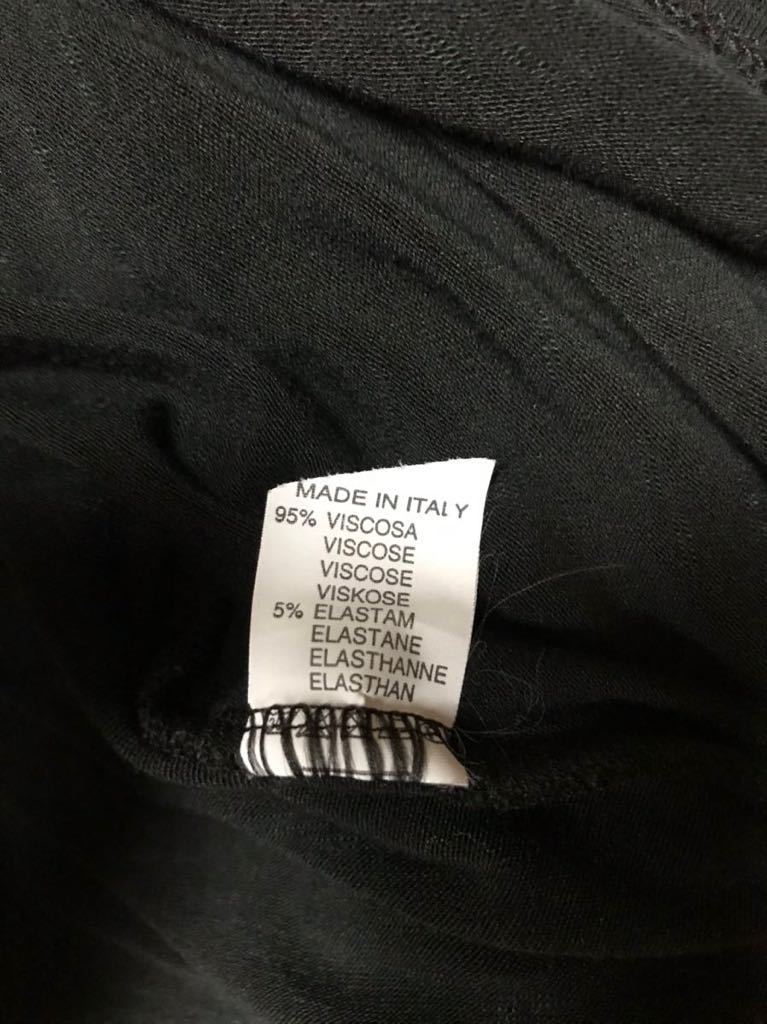 MADE IN ITALY
95% VISCOSA
VISCOSE
VISCOSE
VISKOSE
5% ELASTAM
ELASTANE
ELASTHANNE
ELASTHAN